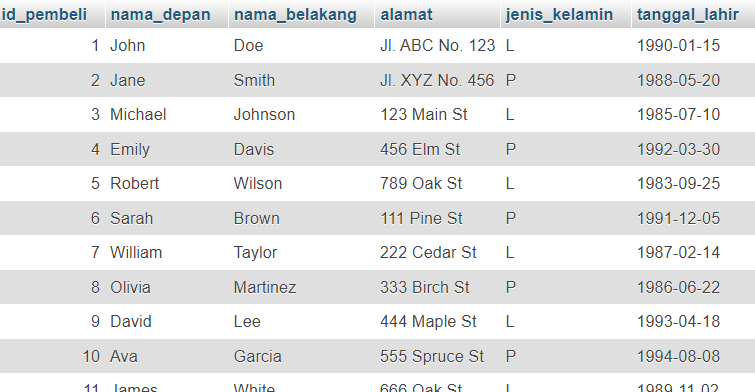 id_pembeli nama_depan nama_belakang alamat jenis_kelamin tanggal_lahir
1 John Doe Jl. ABC No. 123 L 1990-01-15
2 Jane Smith Jl. XYZ No. 456 P 1988-05-20
3 Michael Johnson 123 Main St L 1985-07-10
4 Emily Davis 456 Elm St P 1992-03-30
5 Robert Wilson 789 Oak St L 1983-09-25
6 Sarah Brown 111 Pine St P 1991-12-05
7 William Taylor 222 Cedar St L 1987-02-14
8 Olivia Martinez 333 Birch St P 1986-06-22
9 David Lee 444 Maple St L 1993-04-18
10 Ava Garcia 555 Spruce St P 1994-08-08
11 James White 666 Oak St L 1989-11-02